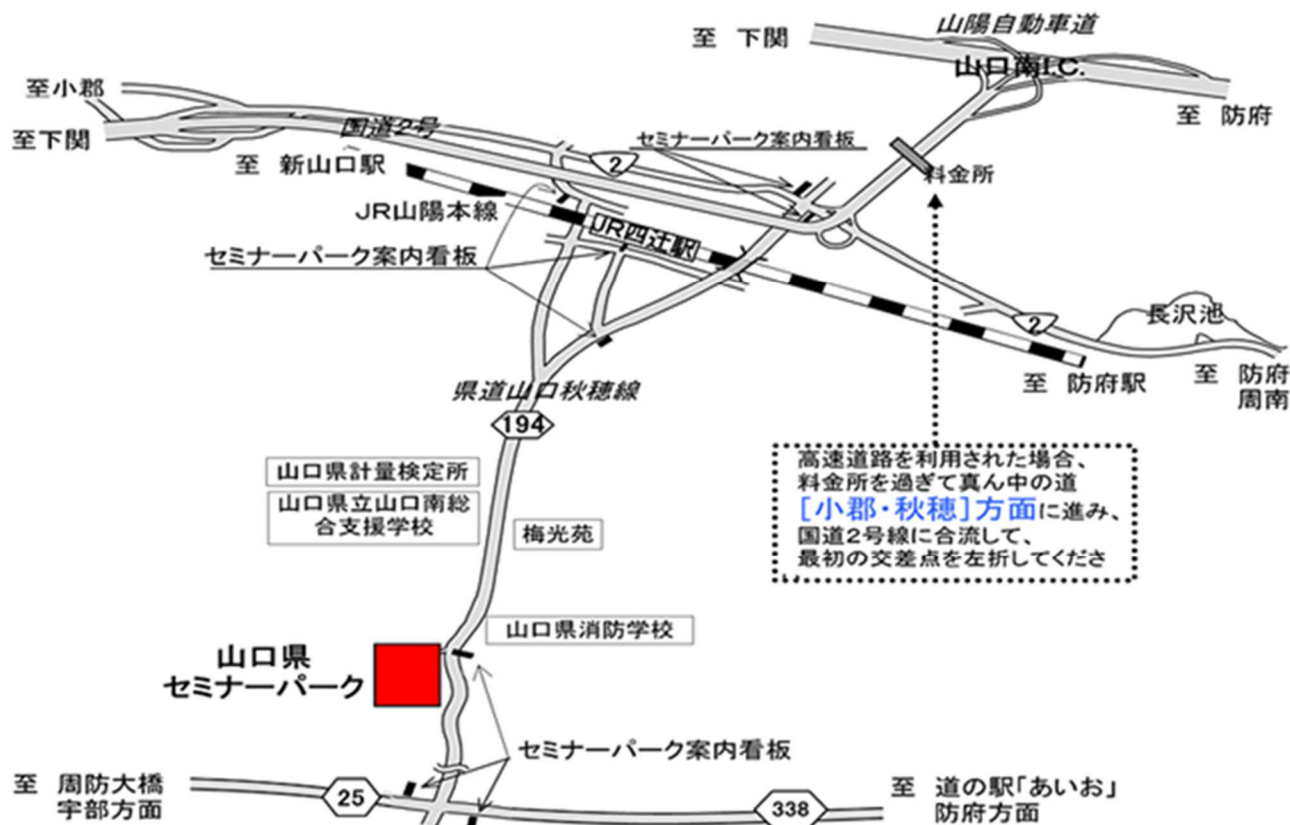 山陽自動車道
至 下関
山口南I.C.
至 防府
至小郡
至下関
国道2号
セミナーパーク案内看板
至 新山口駅
2
料金所
JR山陽本線
JR四辻駅
セミナーパーク案内看板
2
長沢池
至 防府駅
至 防府
周南
県道山口秋穂線
194
高速道路を利用された場合、
料金所を過ぎて真ん中の道
[小郡・秋穂]方面に進み、
国道2号線に合流して、
最初の交差点を左折してくださ
山口県計量検定所
山口県立山口南総
合支援学校
梅光苑
山口県消防学校
山口県
セミナーパーク
セミナーパーク案内看板
至 周防大橋
宇部方面
25
338
至 道の駅「あいお」
防府方面